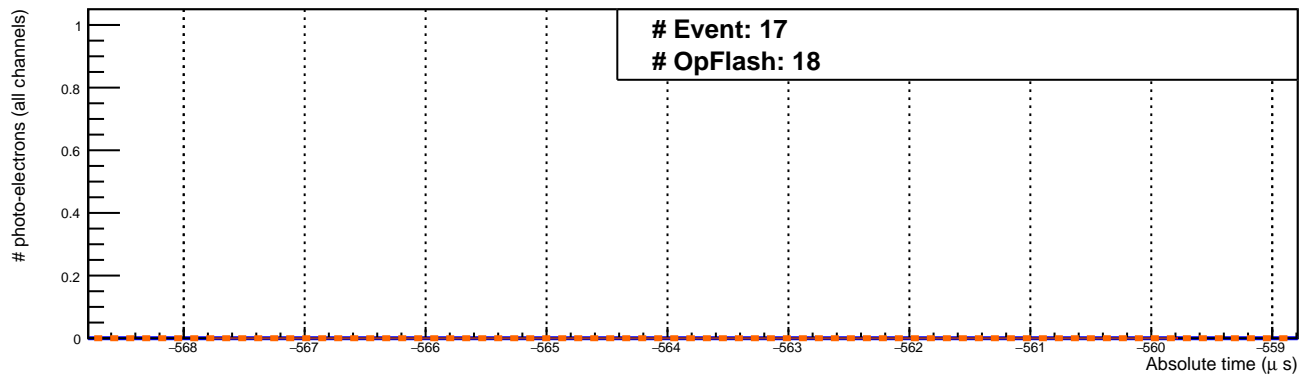 # Event: 17
# OpFlash: 18
# photo-electrons (all channels)
1
0.8
0.6
0.4
0.2
0
−568 −567 −566 −565 −564 −563 −562 −561 −560 −559
Absolute time (μ s)